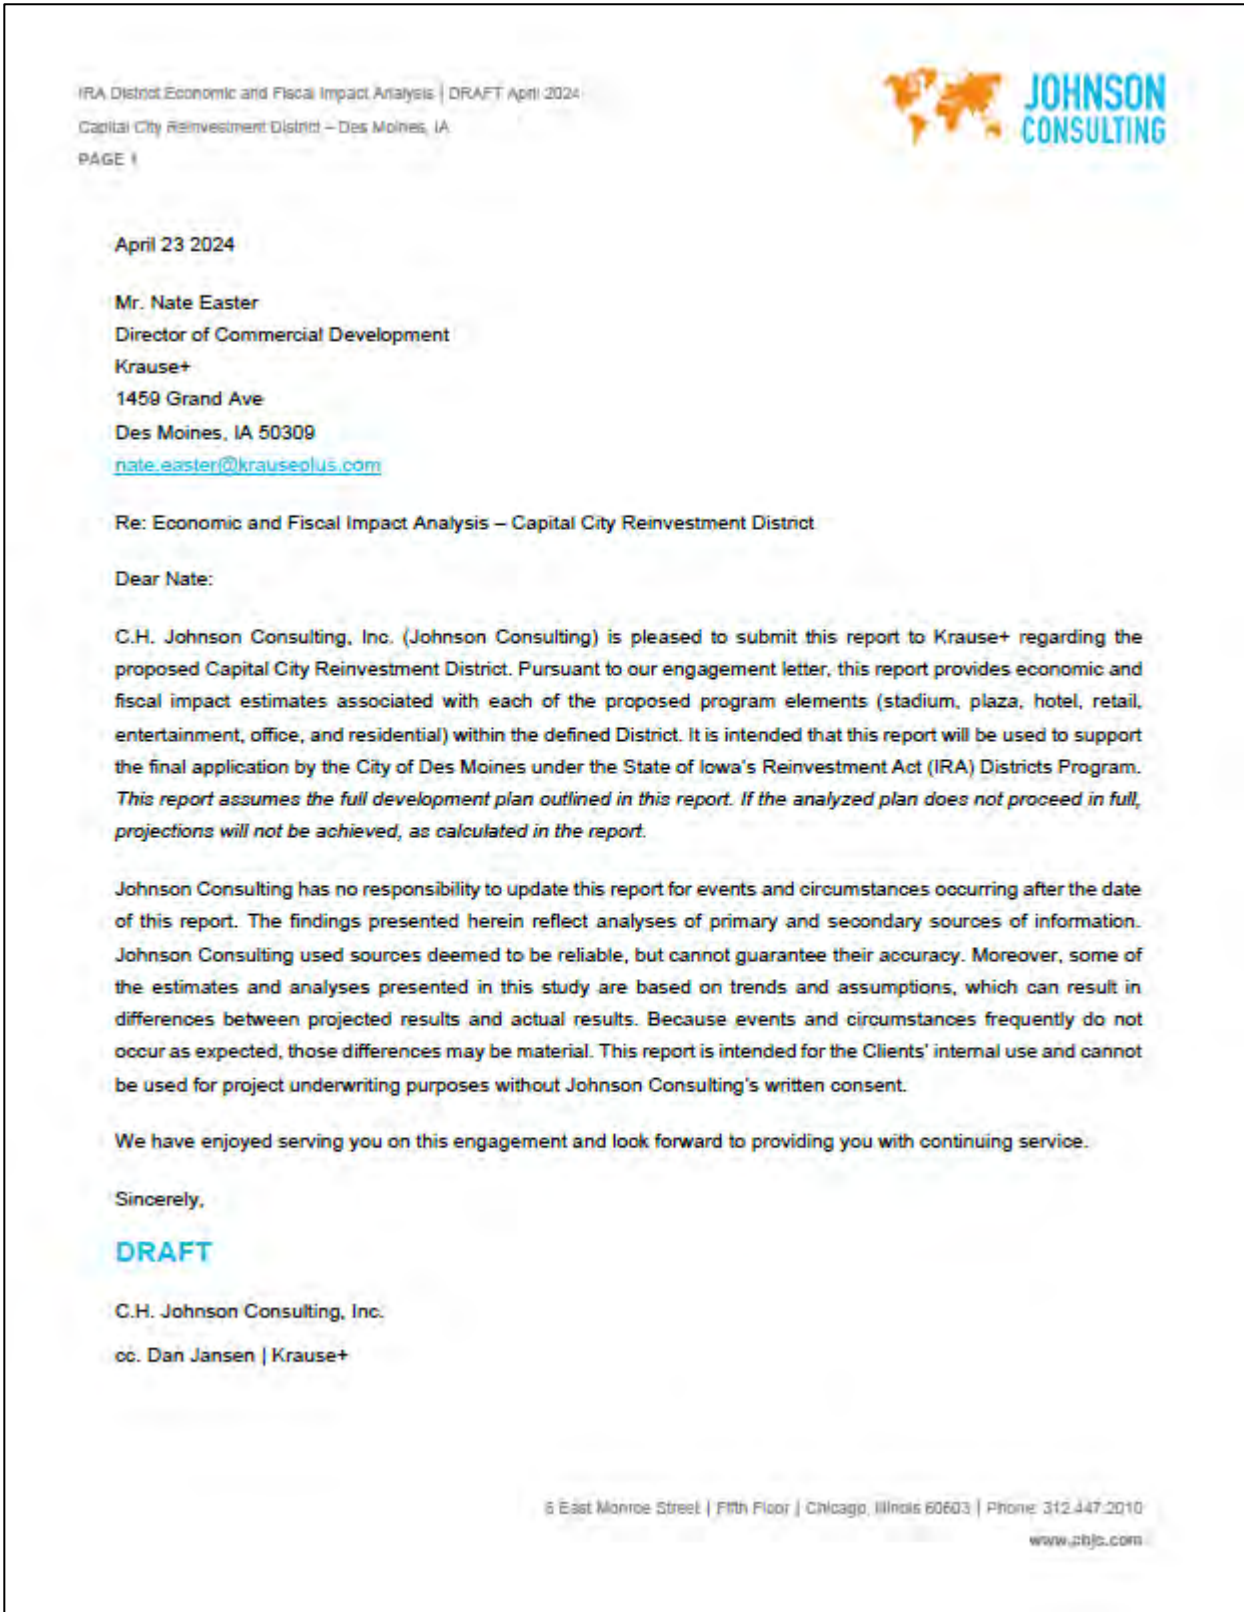 IRA District Economic and Fiscal Impact Analysis | DRAFT April 2024
Capital City Reinvestment District – Des Moines, IA
PAGE 1
JOHNSON
CONSULTING
April 23 2024
Mr. Nate Easter
Director of Commercial Development
Krause+
1459 Grand Ave
Des Moines, IA 50309
nate.easter@krauseplus.com
Re: Economic and Fiscal Impact Analysis – Capital City Reinvestment District
Dear Nate:
C.H. Johnson Consulting, Inc. (Johnson Consulting) is pleased to submit this report to Krause+ regarding the
proposed Capital City Reinvestment District. Pursuant to our engagement letter, this report provides economic and
fiscal impact estimates associated with each of the proposed program elements (stadium, plaza, hotel, retail,
entertainment, office, and residential) within the defined District. It is intended that this report will be used to support
the final application by the City of Des Moines under the State of Iowa's Reinvestment Act (IRA) Districts Program.
This report assumes the full development plan outlined in this report. If the analyzed plan does not proceed in full,
projections will not be achieved, as calculated in the report.
Johnson Consulting has no responsibility to update this report for events and circumstances occurring after the date
of this report. The findings presented herein reflect analyses of primary and secondary sources of information.
Johnson Consulting used sources deemed to be reliable, but cannot guarantee their accuracy. Moreover, some of
the estimates and analyses presented in this study are based on trends and assumptions, which can result in
differences between projected results and actual results. Because events and circumstances frequently do not
occur as expected, those differences may be material. This report is intended for the Clients' internal use and cannot
be used for project underwriting purposes without Johnson Consulting's written consent.
We have enjoyed serving you on this engagement and look forward to providing you with continuing service.
Sincerely,
DRAFT
C.H. Johnson Consulting, Inc.
cc. Dan Jansen | Krause+
6 East Monroe Street | Fifth Floor | Chicago, Illinois 60603 | Phone: 312.447.2010
www.chjc.com